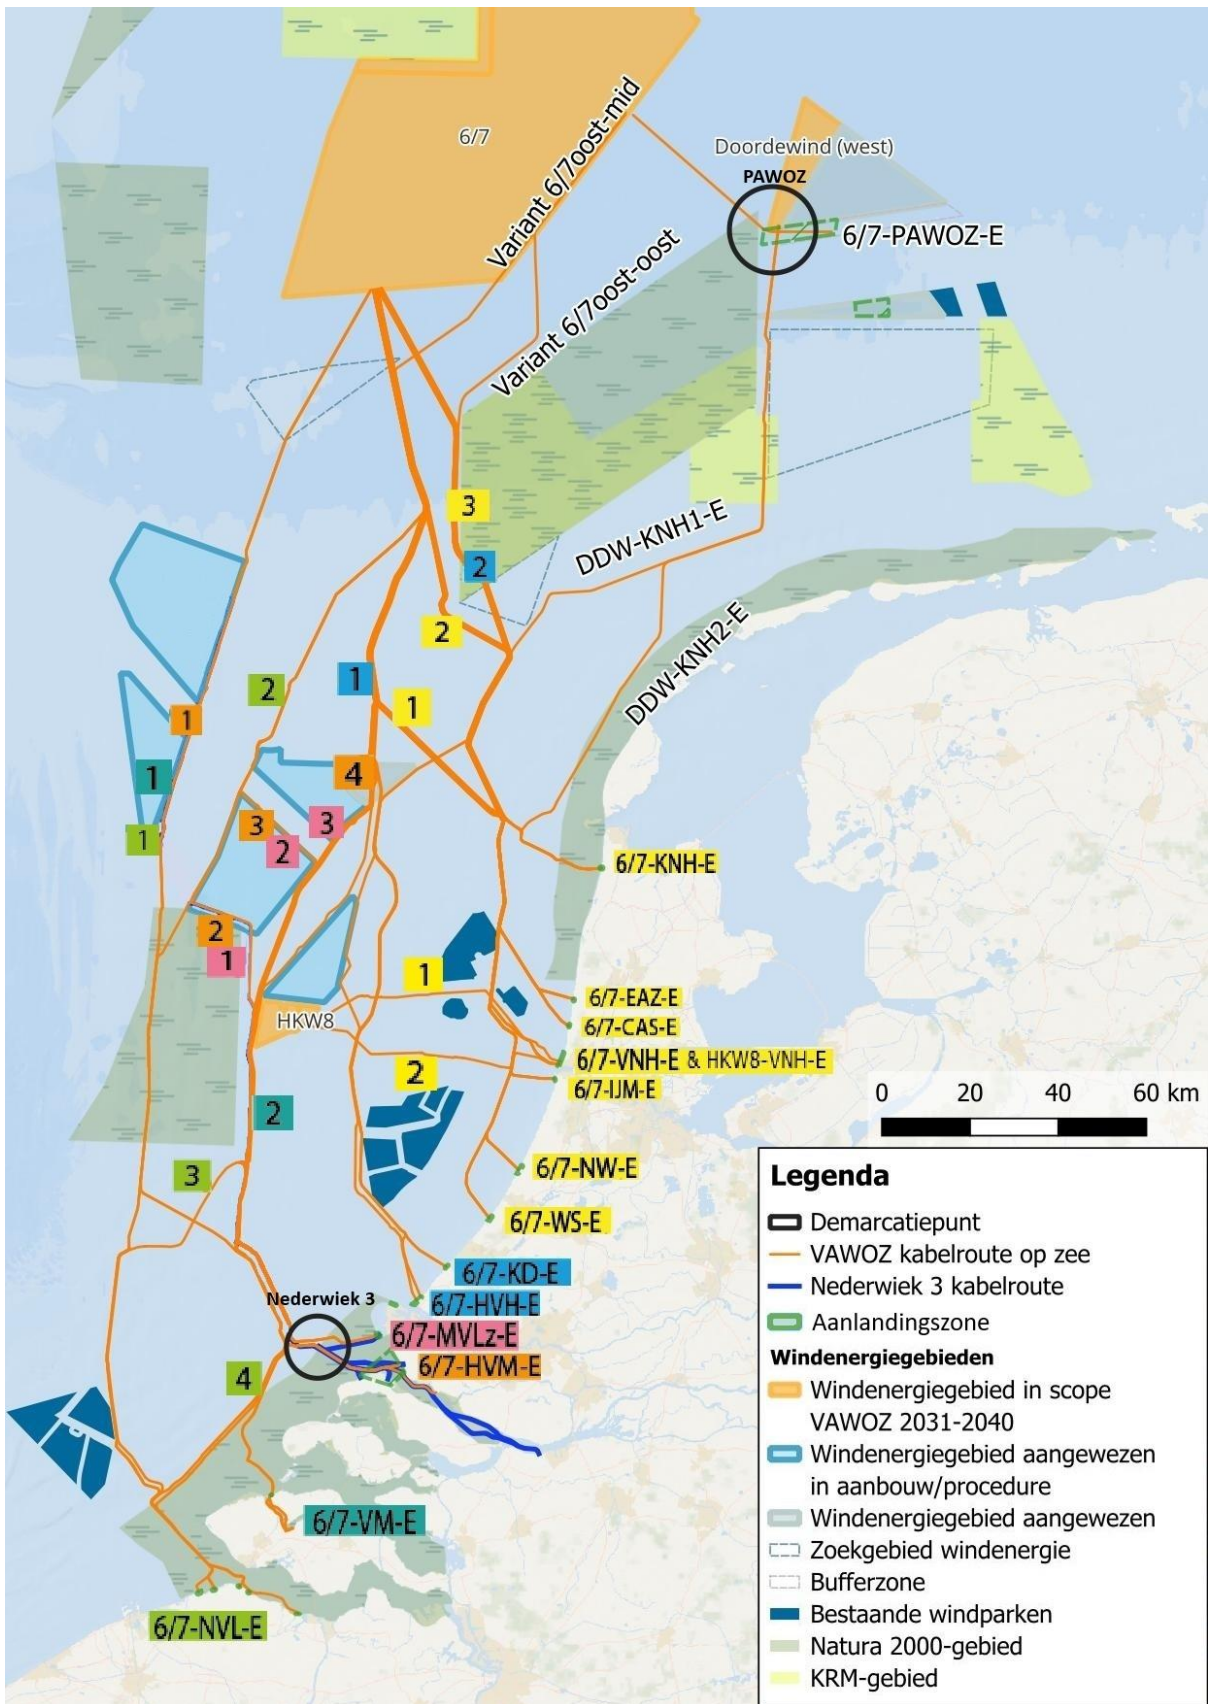 6/7
Variant 6/7oost-mid
Doordewind (west)
PAWOZ
6/7-PAWOZ-E
Variant 6/7oost-oost
3
DDW-KNH1-E
2
2
DDW-KNH2-E
1
2
1
1
4
1
3
3
2
1
6/7-KNH-E
2
1
1
6/7-EAZ-E
HKW8
6/7-CAS-E
6/7-VNH-E & HKW8-VNH-E
2
6/7-IJM-E
0 20 40 60 km
2
3
6/7-NW-E
6/7-WS-E
6/7-KD-E
Nederwiek 3
6/7-HVH-E
6/7-MVLz-E
6/7-HVM-E
4
6/7-VM-E
6/7-NVL-E
Legenda
Demarcatiepunt
VAWOZ kabelroute op zee
Nederwiek 3 kabelroute
Aanlandingszone
Windenergiegebieden
Windenergiegebied in scope
VAWOZ 2031-2040
Windenergiegebied aangewezen
in aanbouw/procedure
Windenergiegebied aangewezen
Zoekgebied windenergie
Bufferzone
Bestaande windparken
Natura 2000-gebied
KRM-gebied